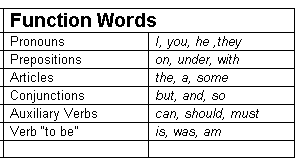 Function Words
Pronouns I, you, he ,they
Prepositions on, under, with
Articles the, a, some
Conjunctions but, and, so
Auxiliary Verbs can, should, must
Verb "to be" is, was, am